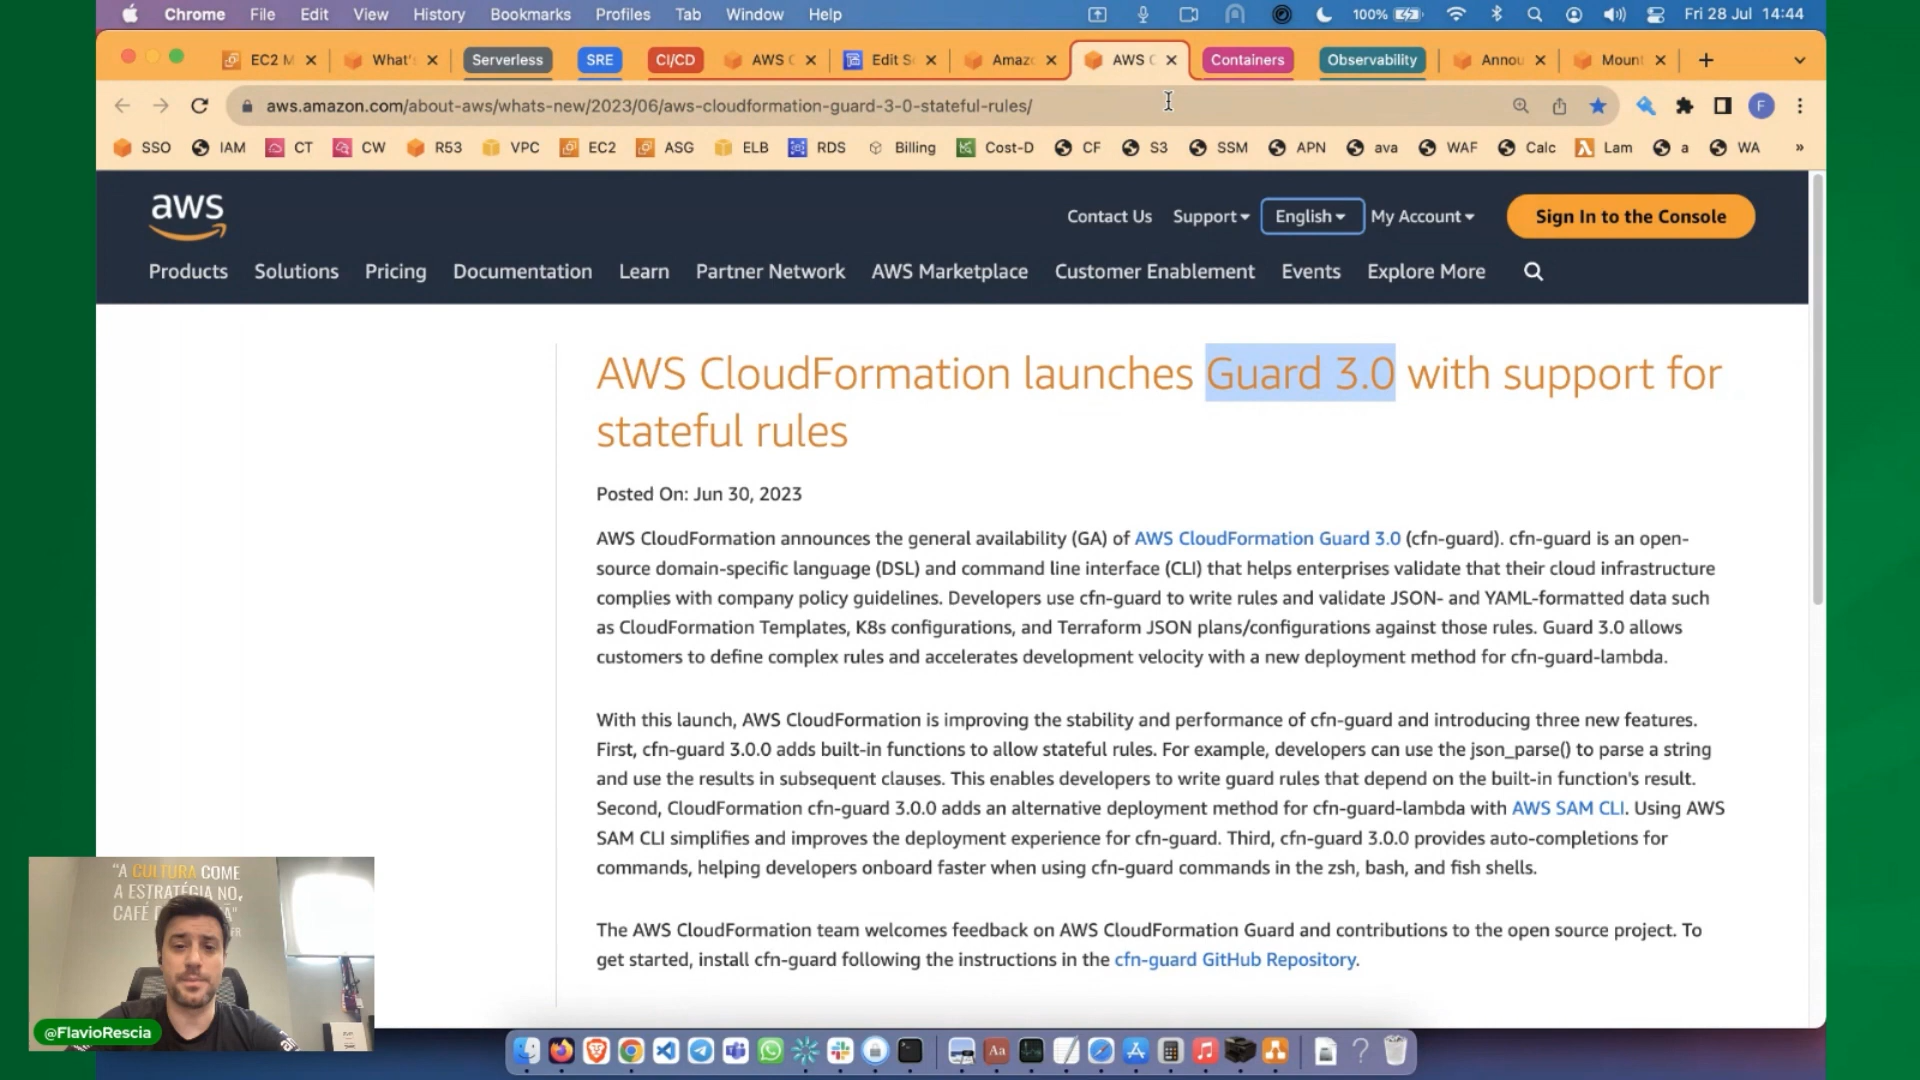 Chrome File Edit View History Bookmarks Profiles Tab Window Help 100% Fri 28 Jul 14:44
EC2 M What's Serverless SRE CI/CD AWS C Edit S Amaz AWS C Containers Observability Annou Mount
aws.amazon.com/about-aws/whats-new/2023/06/aws-cloudformation-guard-3-0-stateful-rules/ F
SSO IAM CT CW R53 VPC EC2 ASG ELB RDS Billing Cost-D CF S3 SSM APN ava WAF Calc Lam a WA »
aws
Contact Us Support English My Account Sign In to the Console
Products Solutions Pricing Documentation Learn Partner Network AWS Marketplace Customer Enablement Events Explore More
AWS CloudFormation launches Guard 3.0 with support for
stateful rules
Posted On: Jun 30, 2023
AWS CloudFormation announces the general availability (GA) of AWS CloudFormation Guard 3.0 (cfn-guard). cfn-guard is an open-
source domain-specific language (DSL) and command line interface (CLI) that helps enterprises validate that their cloud infrastructure
complies with company policy guidelines. Developers use cfn-guard to write rules and validate JSON- and YAML-formatted data such
as CloudFormation Templates, K8s configurations, and Terraform JSON plans/configurations against those rules. Guard 3.0 allows
customers to define complex rules and accelerates development velocity with a new deployment method for cfn-guard-lambda.
With this launch, AWS CloudFormation is improving the stability and performance of cfn-guard and introducing three new features.
First, cfn-guard 3.0.0 adds built-in functions to allow stateful rules. For example, developers can use the json_parse() to parse a string
and use the results in subsequent clauses. This enables developers to write guard rules that depend on the built-in function's result.
Second, CloudFormation cfn-guard 3.0.0 adds an alternative deployment method for cfn-guard-lambda with AWS SAM CLI. Using AWS
SAM CLI simplifies and improves the deployment experience for cfn-guard. Third, cfn-guard 3.0.0 provides auto-completions for
commands, helping developers onboard faster when using cfn-guard commands in the zsh, bash, and fish shells.
The AWS CloudFormation team welcomes feedback on AWS CloudFormation Guard and contributions to the open source project. To
get started, install cfn-guard following the instructions in the cfn-guard GitHub Repository.
"A CULTURA COME
A ESTRATÉGIA NO
CAFÉ
@FlavioRescia
Aa